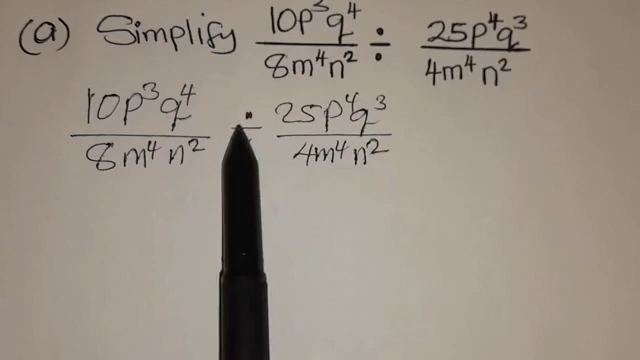 (a) Simplify 10p³q⁴/8m⁴n² ÷ 25p⁴q³/4m⁴n²
10p³q⁴/8m⁴n² ÷ 25p⁴q³/4m⁴n²